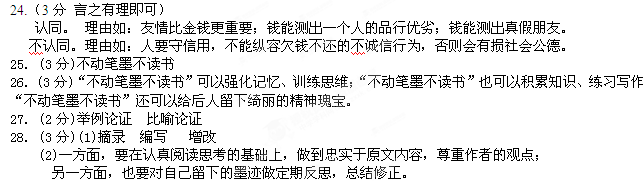 24.（3分 言之有理即可）
认同。 理由如：友情比金钱更重要；钱能测出一个人的品行优劣；钱能测出真假朋友。
不认同。理由如：人要守信用，不能纵容欠钱不还的不诚信行为，否则会有损社会公德。
25.（3分）不动笔墨不读书
26.（3分）“不动笔墨不读书”可以强化记忆、训练思维；“不动笔墨不读书”也可以积累知识、练习写作
“不动笔墨不读书”还可以给后人留下绮丽的精神瑰宝。
27.（2分）举例论证 比喻论证
28.（3分）(1)摘录 编写 增改
(2)一方面，要在认真阅读思考的基础上，做到忠实于原文内容，尊重作者的观点；
另一方面，也要对自己留下的墨迹做定期反思，总结修正。